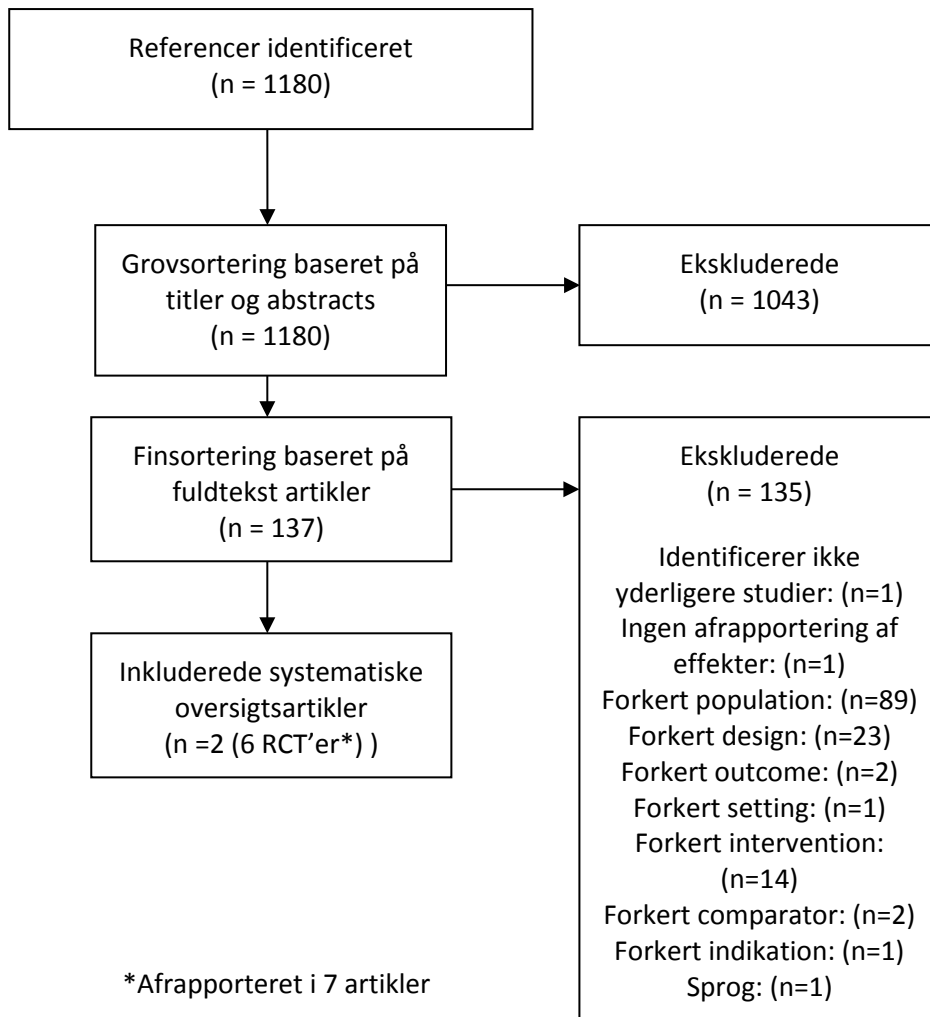 Referencer identificeret
(n = 1180)
Grovsortering baseret på
titler og abstracts
(n = 1180)
Ekskluderede
(n = 1043)
Finsortering baseret på
fuldtekst artikler
(n = 137)
Ekskluderede
(n = 135)
Identificerer ikke
yderligere studier: (n=1)
Ingen afrapportering af
effekter: (n=1)
Forkert population: (n=89)
Forkert design: (n=23)
Forkert outcome: (n=2)
Forkert setting: (n=1)
Forkert intervention:
(n=14)
Forkert comparator: (n=2)
Forkert indikation: (n=1)
Sprog: (n=1)
Inkluderede systematiske
oversigtsartikler
(n =2 (6 RCT’er*) )
*Afrapporteret i 7 artikler